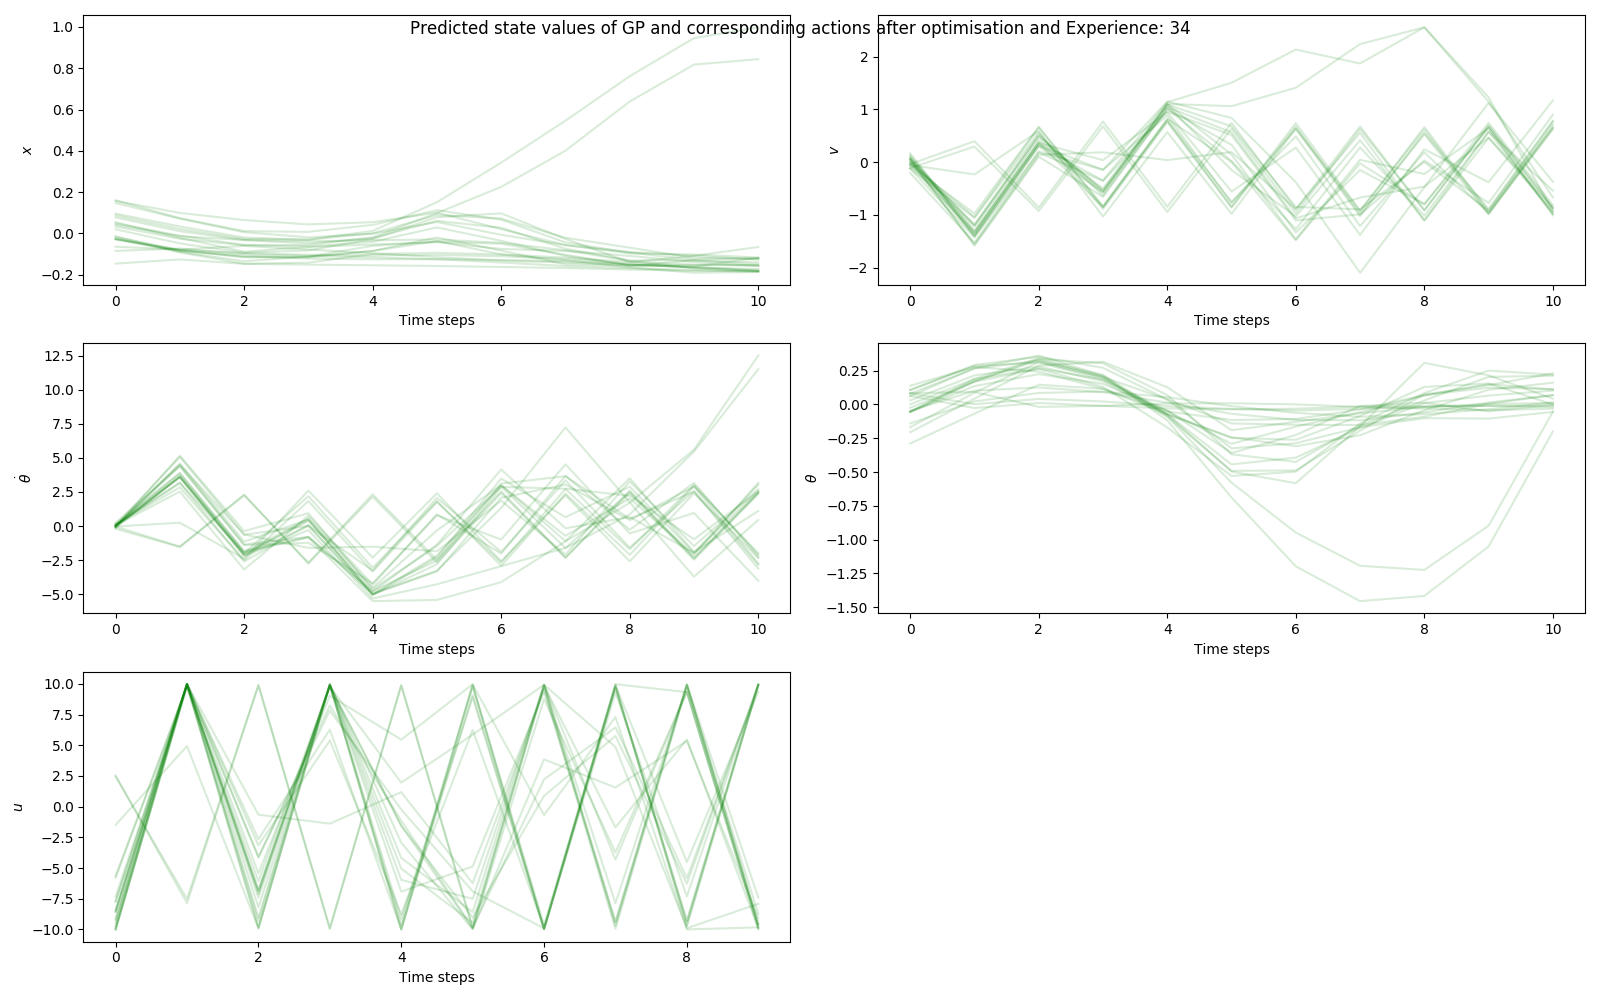 Predicted state values of GP and corresponding actions after optimisation and Experience: 34
1.0
0.8
0.6
0.4
0.2
0.0
−0.2
x
0 2 4 6 8 10
Time steps
2
1
0
−1
−2
v
0 2 4 6 8 10
Time steps
12.5
10.0
7.5
5.0
2.5
0.0
−2.5
−5.0
θ̇
0 2 4 6 8 10
Time steps
0.25
0.00
−0.25
−0.50
−0.75
−1.00
−1.25
−1.50
θ
0 2 4 6 8 10
Time steps
10.0
7.5
5.0
2.5
0.0
−2.5
−5.0
−7.5
−10.0
u
0 2 4 6 8
Time steps